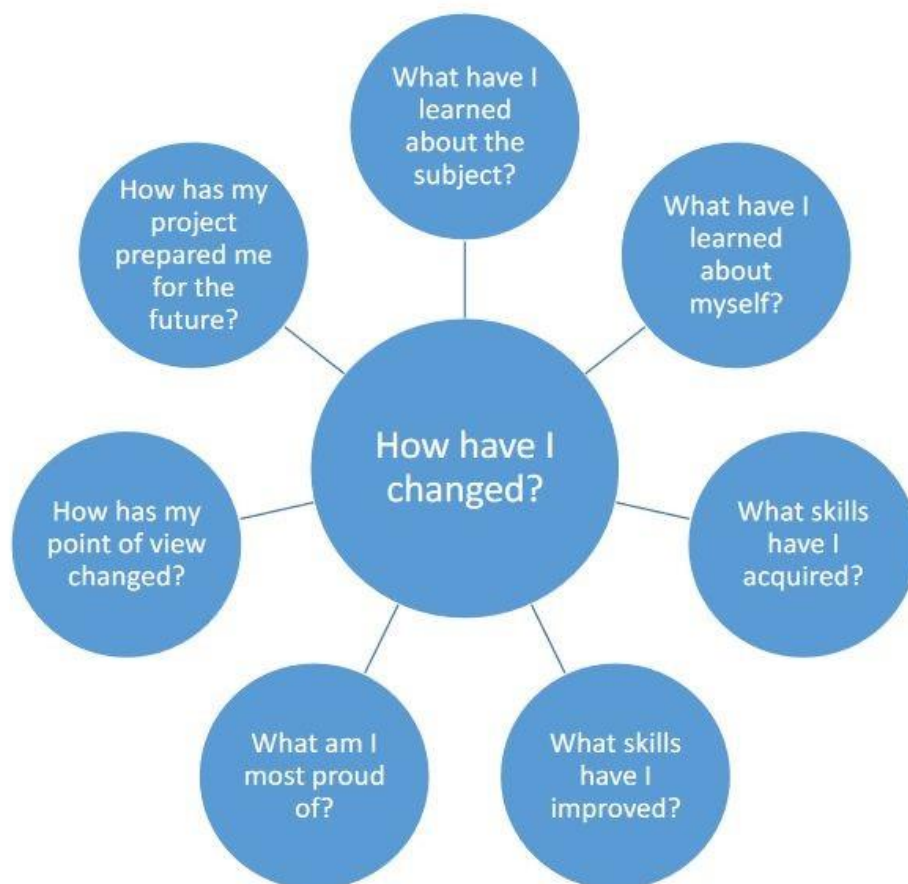 What have I
learned
about the
subject?
What have I
learned
about
myself?
What skills
have I
acquired?
What skills
have I
improved?
What am I
most proud
of?
How has my
point of view
changed?
How has my
project
prepared me
for the
future?
How have I
changed?